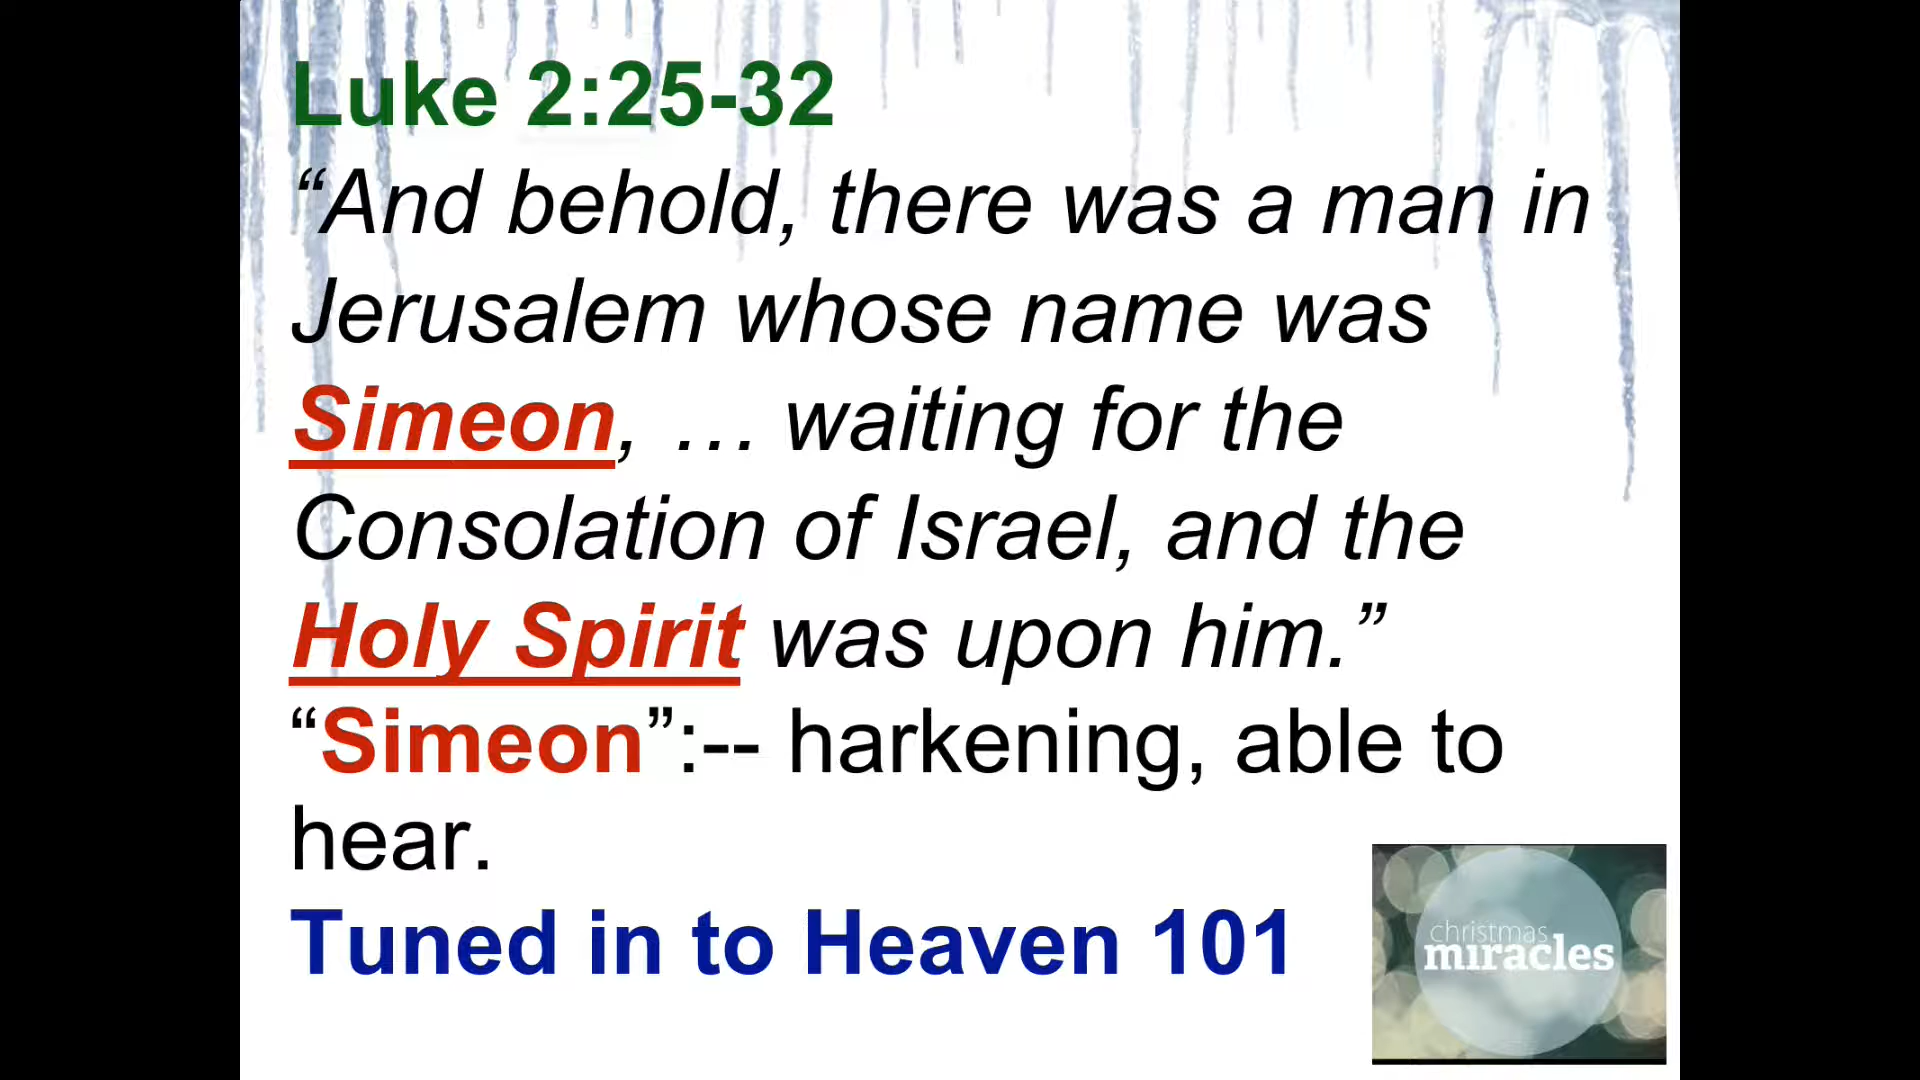 Luke 2:25-32
“And behold, there was a man in
Jerusalem whose name was
Simeon, … waiting for the
Consolation of Israel, and the
Holy Spirit was upon him.”
“Simeon”:-- harkening, able to
hear.
Tuned in to Heaven 101
christmas
miracles